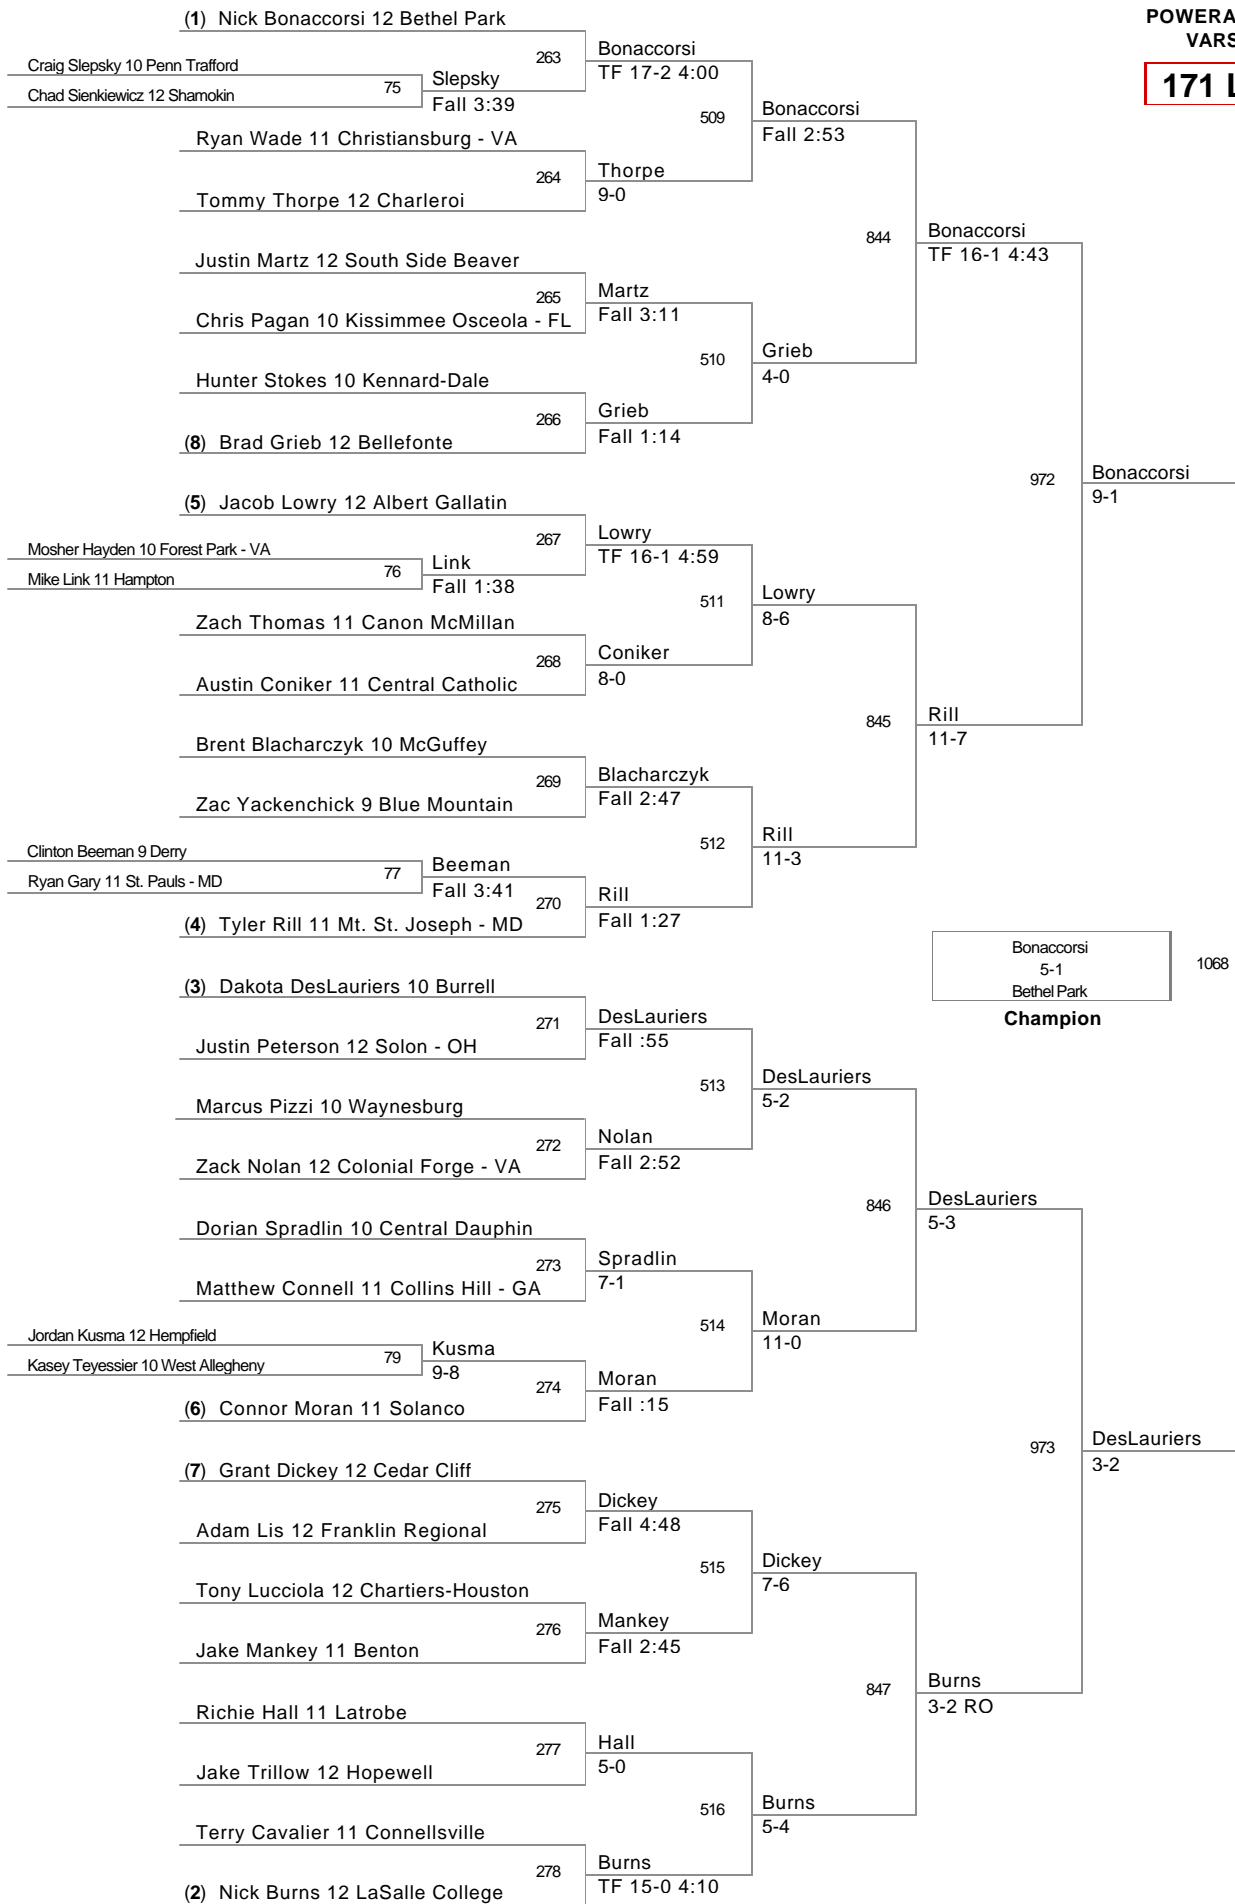 (1) Nick Bonaccorsi 12 Bethel Park
POWERA
VARS
171 L
263
Bonaccorsi
TF 17-2 4:00
Craig Slepsky 10 Penn Trafford
Chad Sienkiewicz 12 Shamokin
75
Slepsky
Fall 3:39
509
Bonaccorsi
Fall 2:53
Ryan Wade 11 Christiansburg - VA
264
Thorpe
9-0
Tommy Thorpe 12 Charleroi
844
Bonaccorsi
TF 16-1 4:43
Justin Martz 12 South Side Beaver
265
Martz
Fall 3:11
Chris Pagan 10 Kissimmee Osceola - FL
510
Grieb
4-0
Hunter Stokes 10 Kennard-Dale
266
Grieb
Fall 1:14
(8) Brad Grieb 12 Bellefonte
972
Bonaccorsi
9-1
(5) Jacob Lowry 12 Albert Gallatin
267
Lowry
TF 16-1 4:59
Mosher Hayden 10 Forest Park - VA
Mike Link 11 Hampton
76
Link
Fall 1:38
511
Lowry
8-6
Zach Thomas 11 Canon McMillan
268
Coniker
8-0
Austin Coniker 11 Central Catholic
845
Rill
11-7
Brent Blacharczyk 10 McGuffey
269
Blacharczyk
Fall 2:47
Zac Yackenchick 9 Blue Mountain
512
Rill
11-3
Clinton Beeman 9 Derry
Ryan Gary 11 St. Pauls - MD
77
Beeman
Fall 3:41
270
Rill
Fall 1:27
(4) Tyler Rill 11 Mt. St. Joseph - MD
Bonaccorsi
5-1
Bethel Park
1068
Champion
(3) Dakota DesLauriers 10 Burrell
271
DesLauriers
Fall :55
Justin Peterson 12 Solon - OH
513
DesLauriers
5-2
Marcus Pizzi 10 Waynesburg
272
Nolan
Fall 2:52
Zack Nolan 12 Colonial Forge - VA
846
DesLauriers
5-3
Dorian Spradlin 10 Central Dauphin
273
Spradlin
7-1
Matthew Connell 11 Collins Hill - GA
514
Moran
11-0
Jordan Kusma 12 Hempfield
Kasey Teyessier 10 West Allegheny
79
Kusma
9-8
274
Moran
Fall :15
(6) Connor Moran 11 Solanco
973
DesLauriers
3-2
(7) Grant Dickey 12 Cedar Cliff
275
Dickey
Fall 4:48
Adam Lis 12 Franklin Regional
515
Dickey
7-6
Tony Lucciola 12 Chartiers-Houston
276
Mankey
Fall 2:45
Jake Mankey 11 Benton
847
Burns
3-2 RO
Richie Hall 11 Latrobe
277
Hall
5-0
Jake Trillow 12 Hopewell
516
Burns
5-4
Terry Cavalier 11 Connellsville
278
Burns
TF 15-0 4:10
(2) Nick Burns 12 LaSalle College